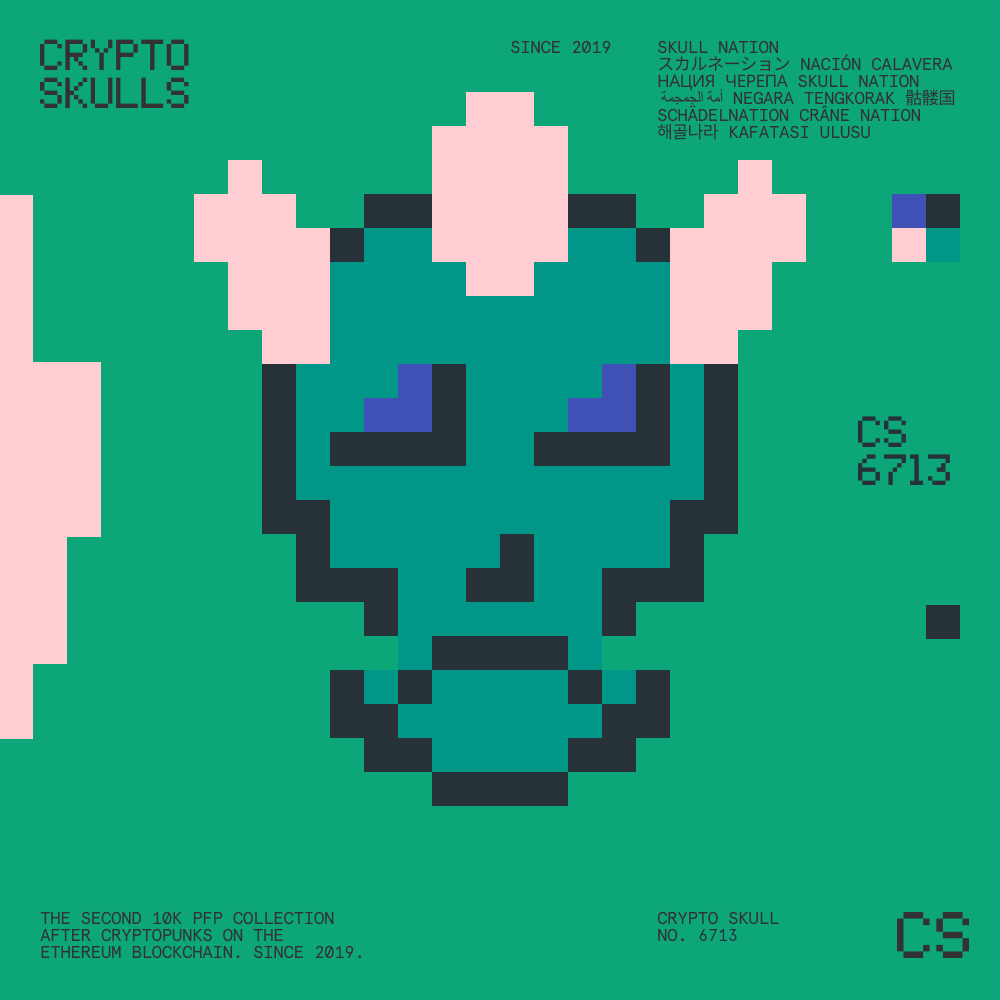 CRYPTO
SKULLS
SINCE 2019
SKULL NATION
スカルネーション NACIÓN CALAVERA
НАЦИЯ ЧЕРЕПА SKULL NATION
أمة الجمجمة NEGARA TENGKORAK 骷髅国
SCHÄDELNATION CRÂNE NATION
해골나라 KAFATASI ULUSU
CS
6713
THE SECOND 10K PFP COLLECTION
AFTER CRYPTOPUNKS ON THE
ETHEREUM BLOCKCHAIN. SINCE 2019.
CRYPTO SKULL
NO. 6713
CS